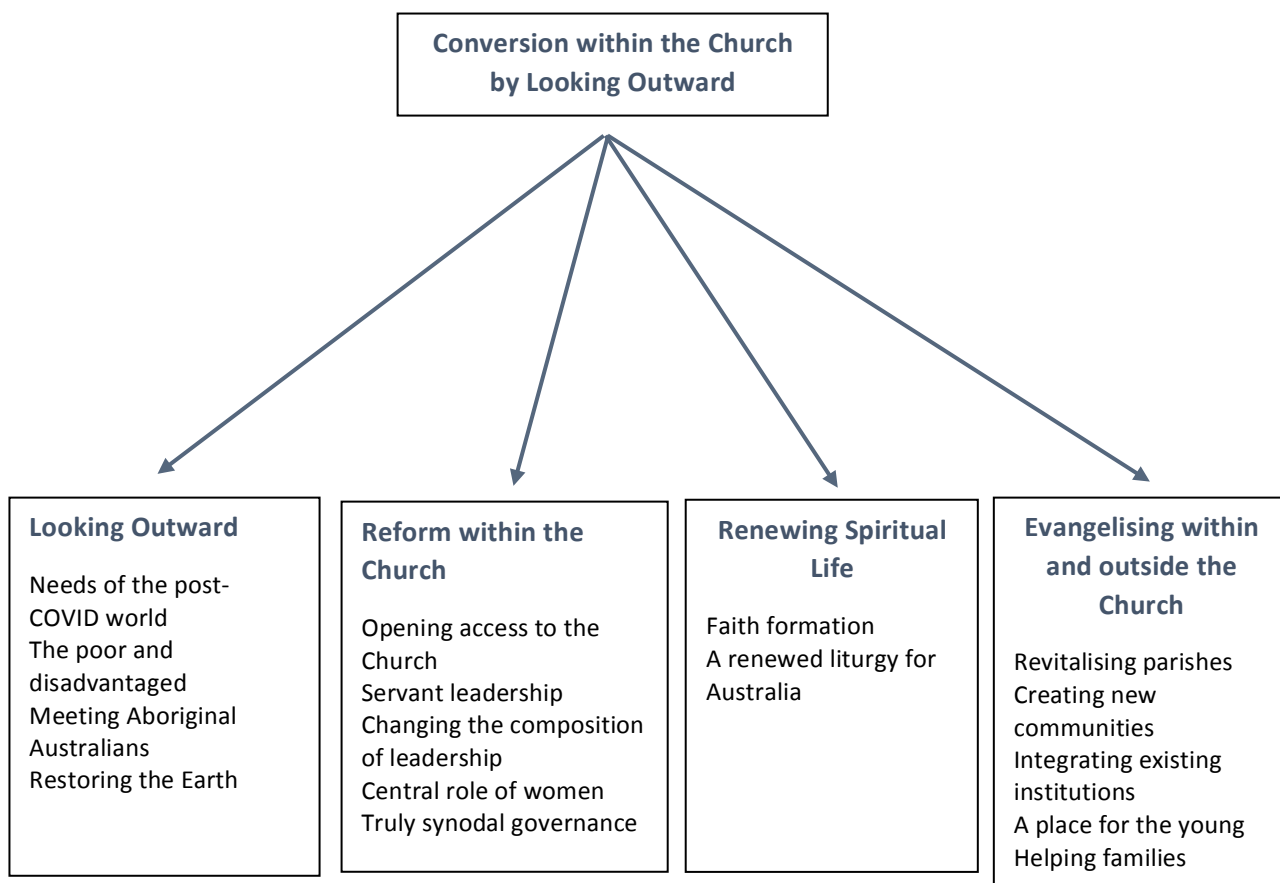 Conversion within the Church
by Looking Outward
Looking Outward
Needs of the post-
COVID world
The poor and
disadvantaged
Meeting Aboriginal
Australians
Restoring the Earth
Reform within the
Church
Opening access to the
Church
Servant leadership
Changing the composition
of leadership
Central role of women
Truly synodal governance
Renewing Spiritual
Life
Faith formation
A renewed liturgy for
Australia
Evangelising within
and outside the
Church
Revitalising parishes
Creating new
communities
Integrating existing
institutions
A place for the young
Helping families